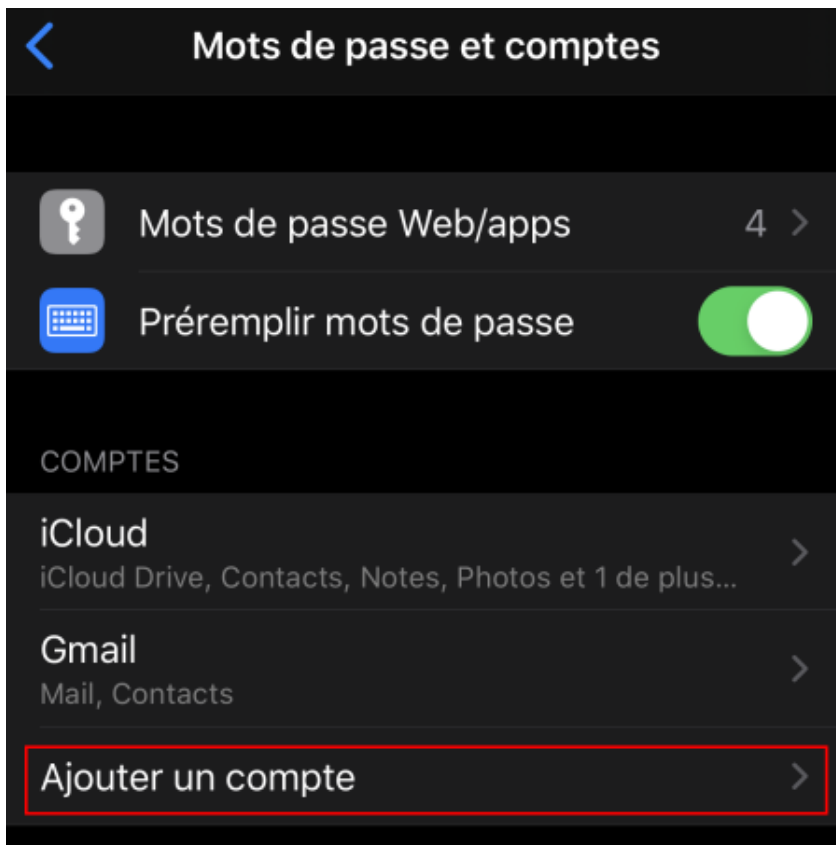 Mots de passe et comptes
Mots de passe Web/apps 4
Préremplir mots de passe
COMPTES
iCloud
iCloud Drive, Contacts, Notes, Photos et 1 de plus...
Gmail
Mail, Contacts
Ajouter un compte